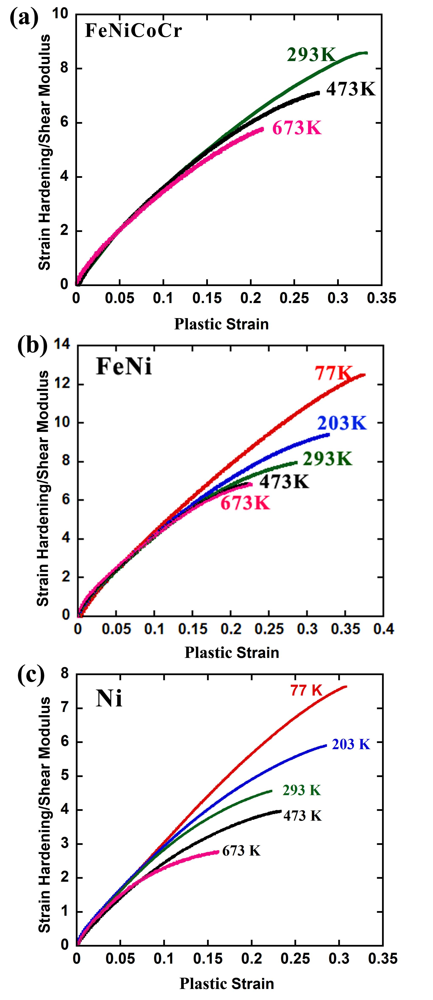 (a)
FeNiCoCr
Strain Hardening/Shear Modulus
10
8
6
4
2
0
293K
473K
673K
0 0.05 0.1 0.15 0.2 0.25 0.3 0.35
Plastic Strain
(b)
FeNi
Strain Hardening/Shear Modulus
14
12
10
8
6
4
2
0
77K
203K
293K
473K
673K
0 0.05 0.1 0.15 0.2 0.25 0.3 0.35 0.4
Plastic Strain
(c)
Ni
Strain Hardening/Shear Modulus
8
7
6
5
4
3
2
1
0
77 K
203 K
293 K
473 K
673 K
0 0.05 0.1 0.15 0.2 0.25 0.3 0.35
Plastic Strain